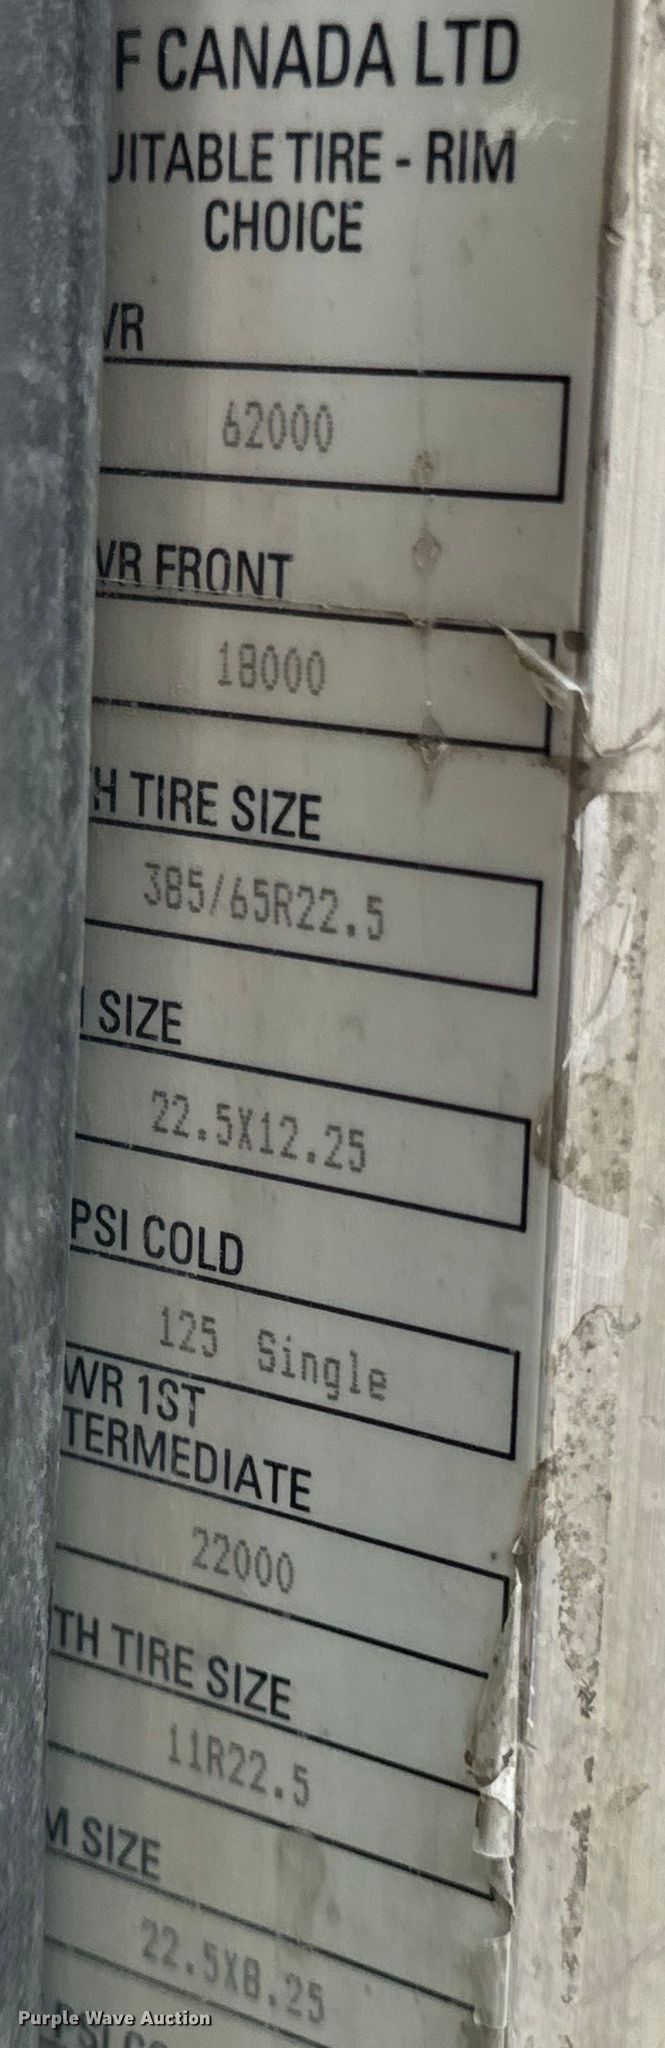 F CANADA LTD
UITABLE TIRE - RIM
CHOICE
VR
62000
VR FRONT
18000
H TIRE SIZE
385/65R22.5
SIZE
22.5X12.25
PSI COLD
125 Single
WR 1ST
TERMEDIATE
22000
TH TIRE SIZE
11R22.5
M SIZE
22.5X8.25
Purple Wave Auction